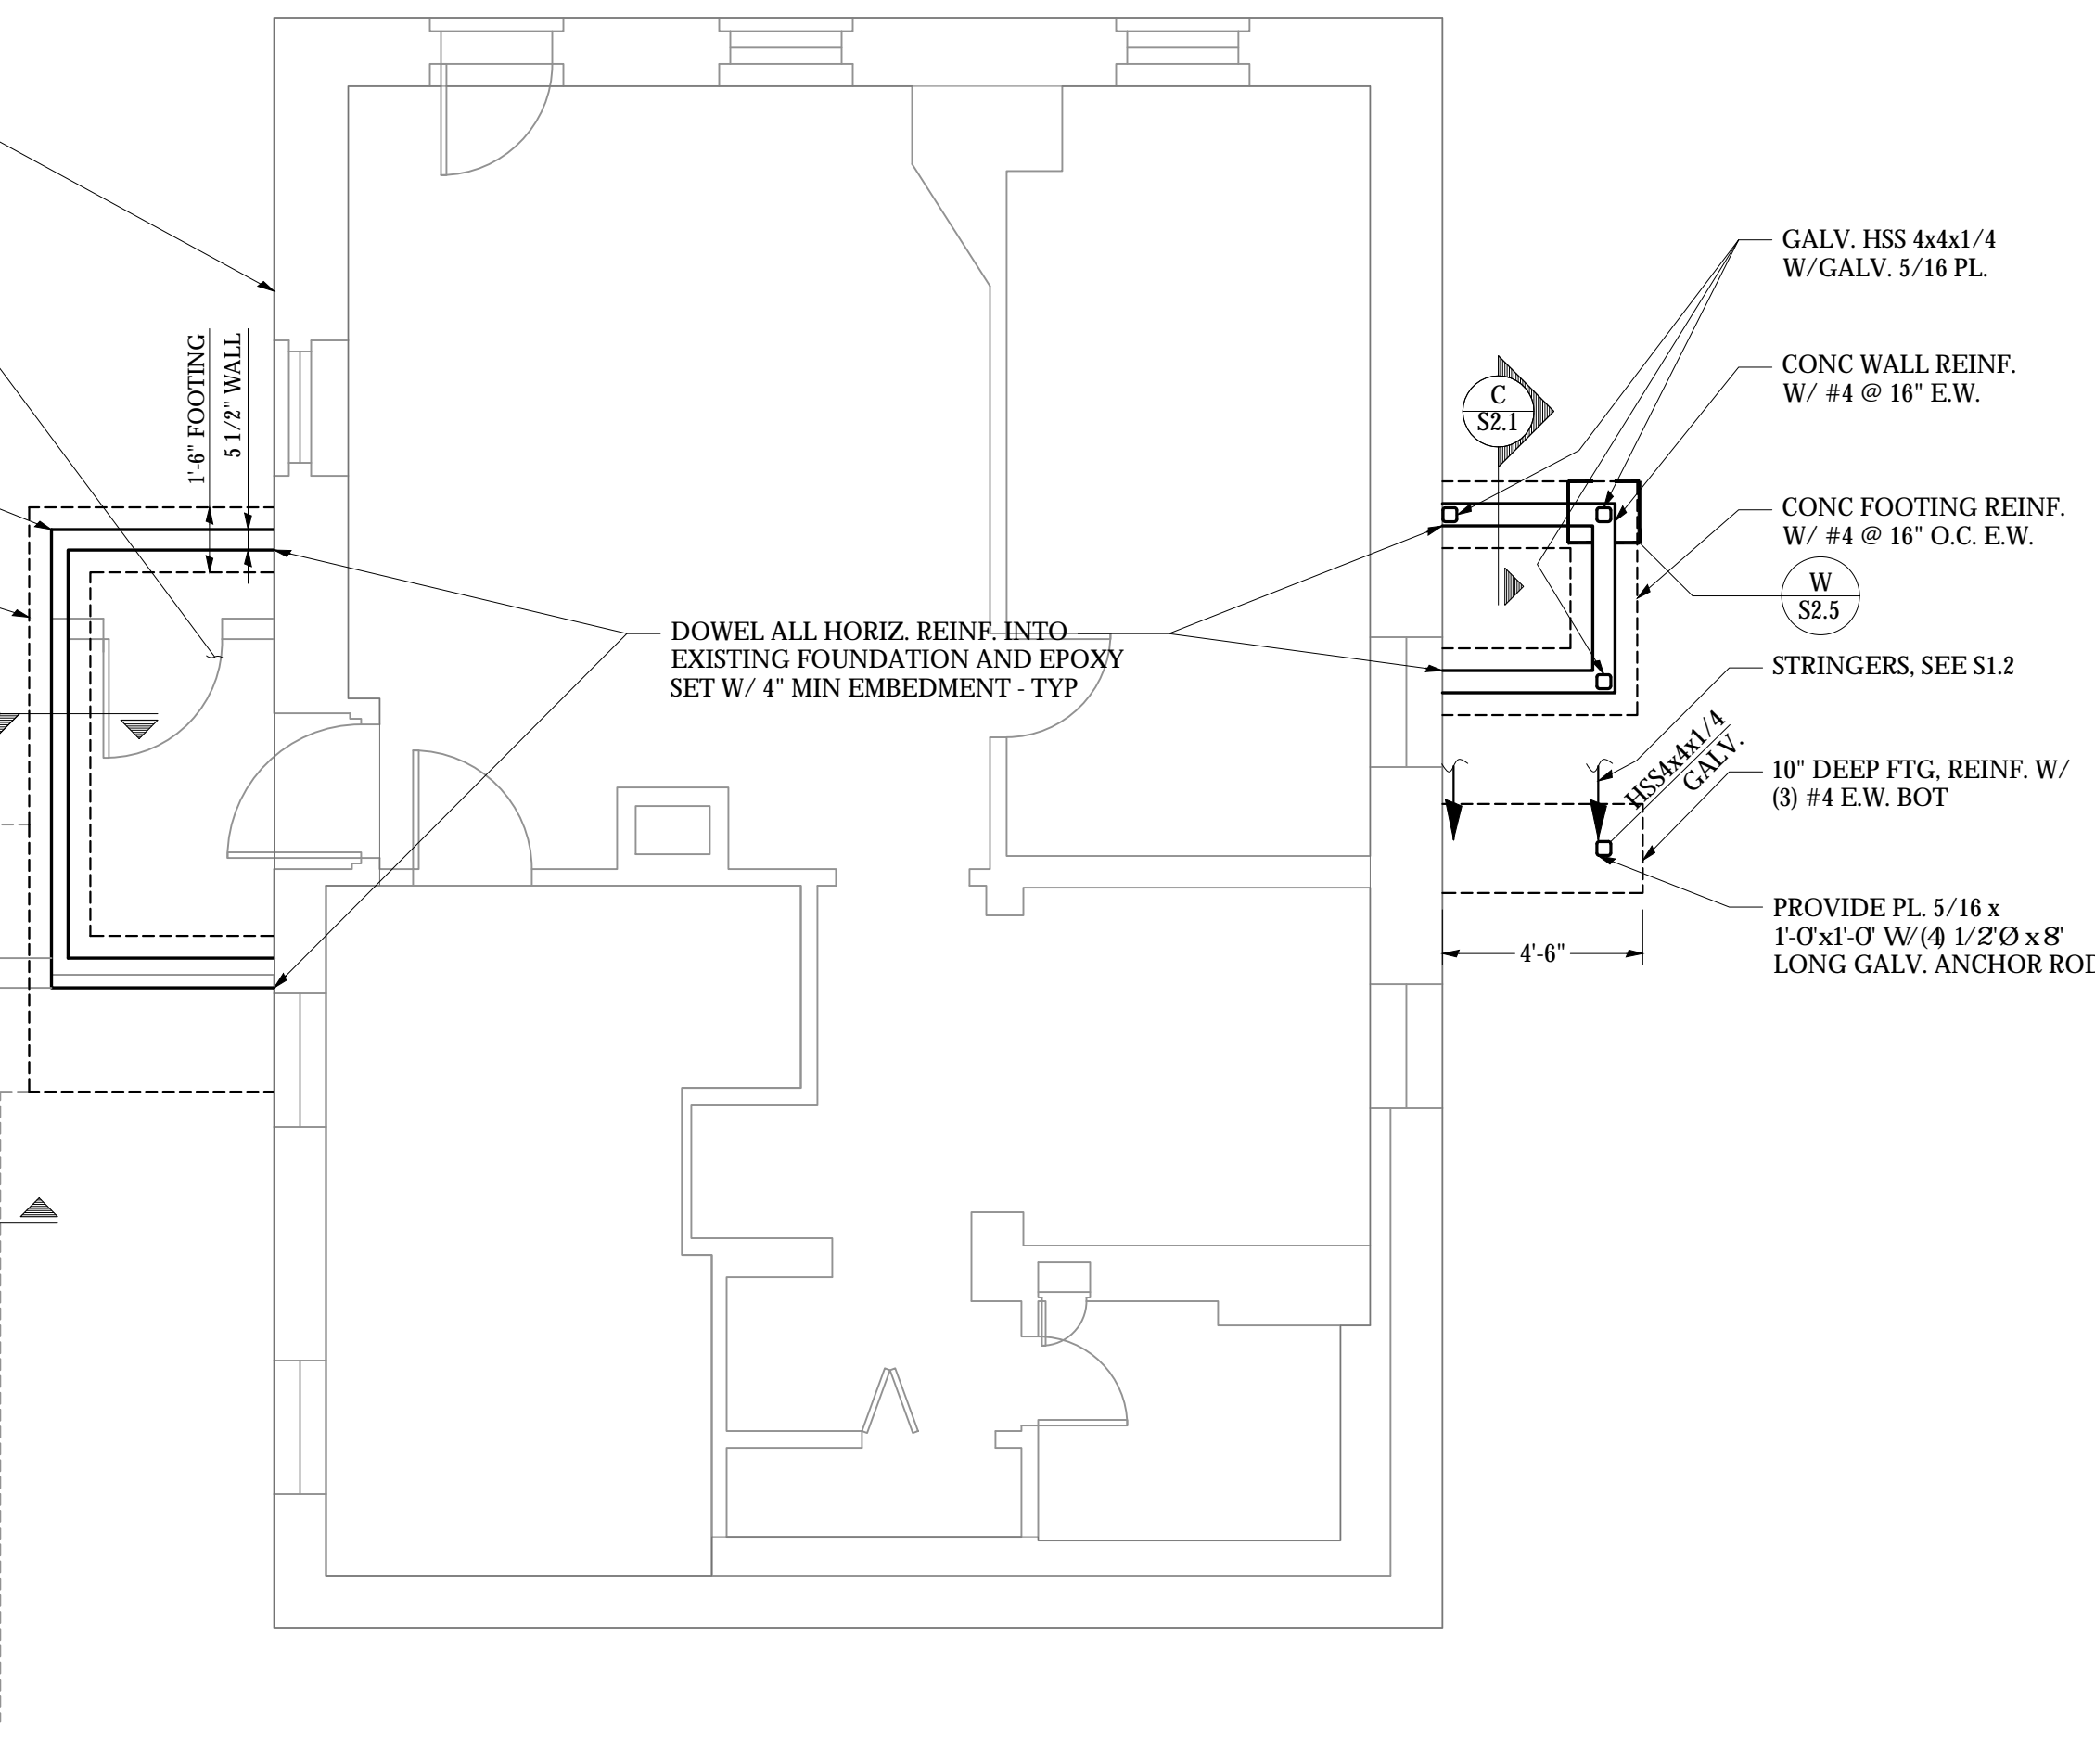 GALV. HSS 4x4x1/4
W/GALV. 5/16 PL.
CONC WALL REINF.
W/ #4 @ 16" E.W.
1'-6" FOOTING
5 1/2" WALL
C
S2.1
CONC FOOTING REINF.
W/ #4 @ 16" O.C. E.W.
W
S2.5
DOWEL ALL HORIZ. REINF. INTO
EXISTING FOUNDATION AND EPOXY
SET W/ 4" MIN EMBEDMENT - TYP
STRINGERS, SEE S1.2
HSS4x4x1/4
GALV.
10" DEEP FTG, REINF. W/
(3) #4 E.W. BOT
PROVIDE PL. 5/16 x
1'-0"x1'-0" W/(4) 1/2"Ø x 8"
LONG GALV. ANCHOR ROD
4'-6"